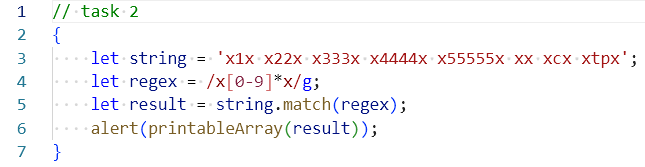 1 // task 2
2 {
3     let string = 'x1x x22x x333x x4444x x55555x xx xcx xtpx';
4     let regex = /x[0-9]*x/g;
5     let result = string.match(regex);
6     alert(printableArray(result));
7 }